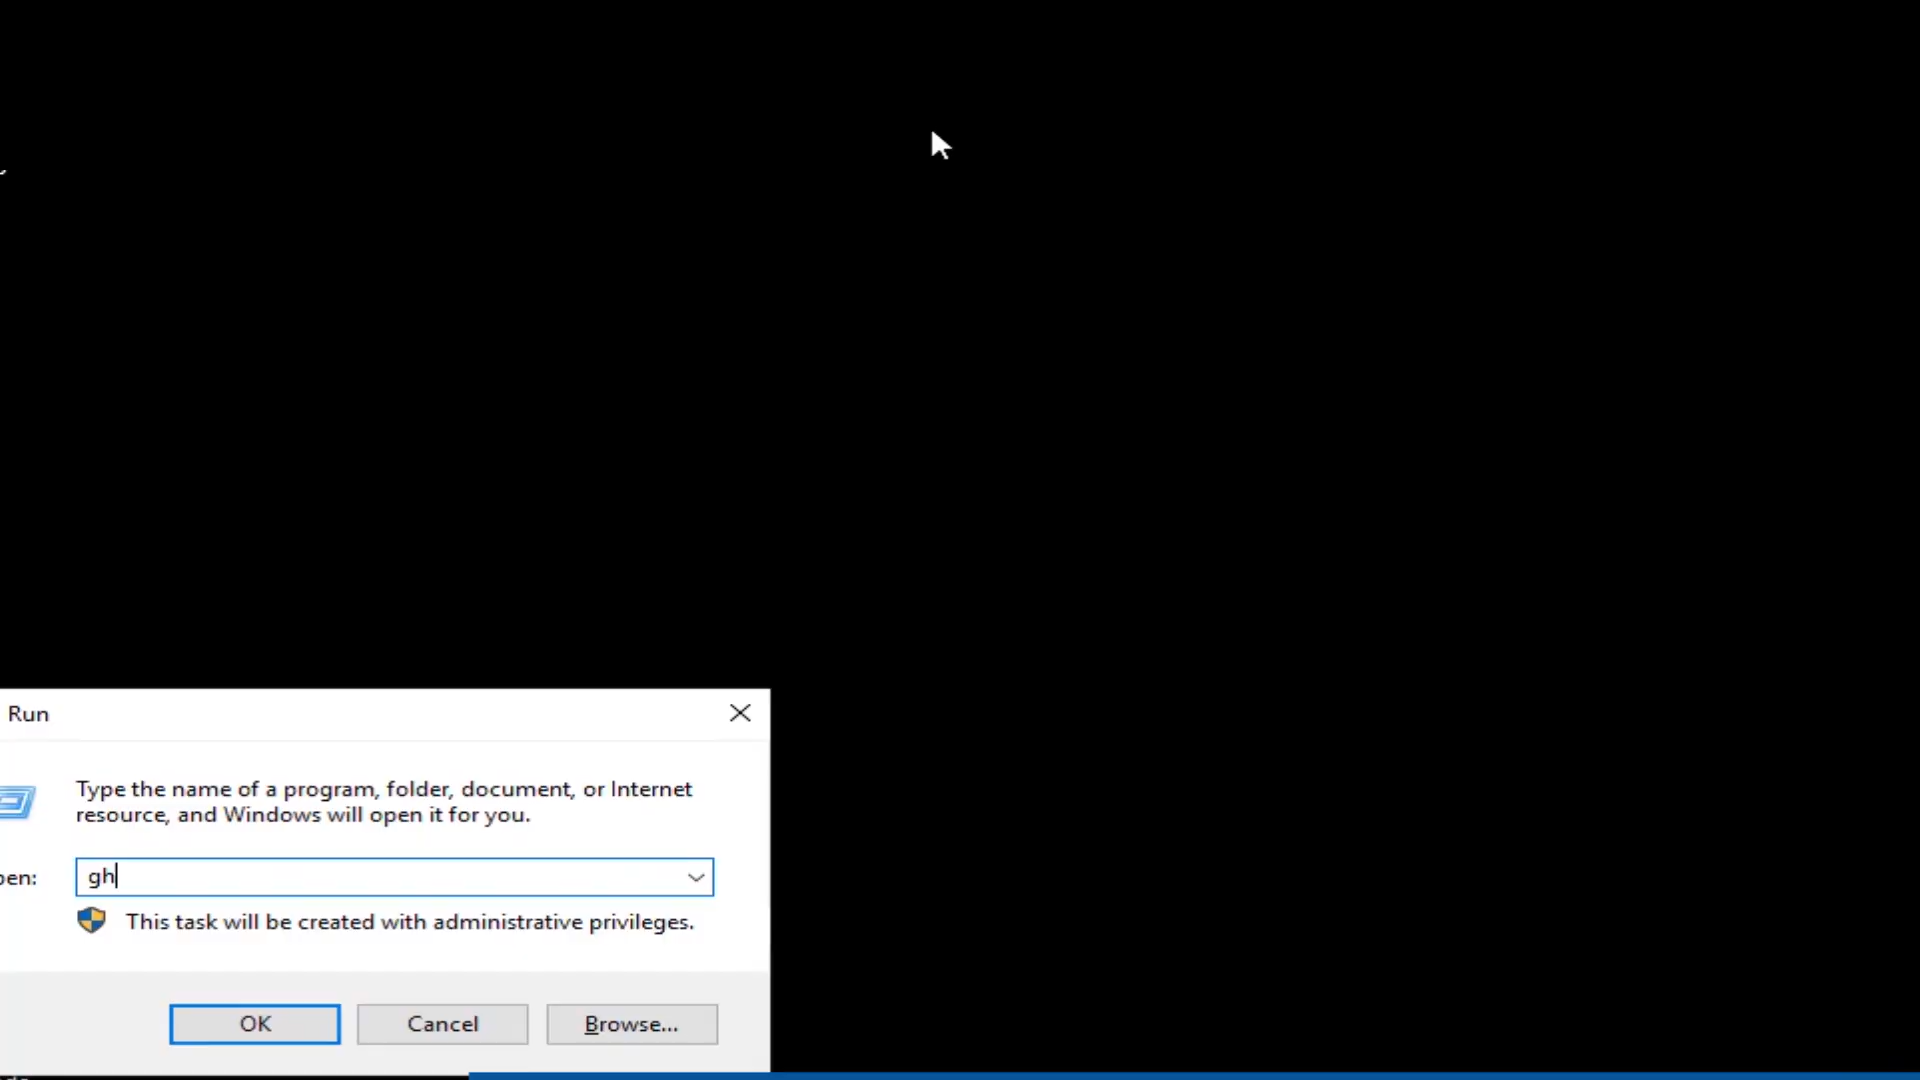 Run
Type the name of a program, folder, document, or Internet
resource, and Windows will open it for you.
pen:
gh
This task will be created with administrative privileges.
OK
Cancel
Browse...